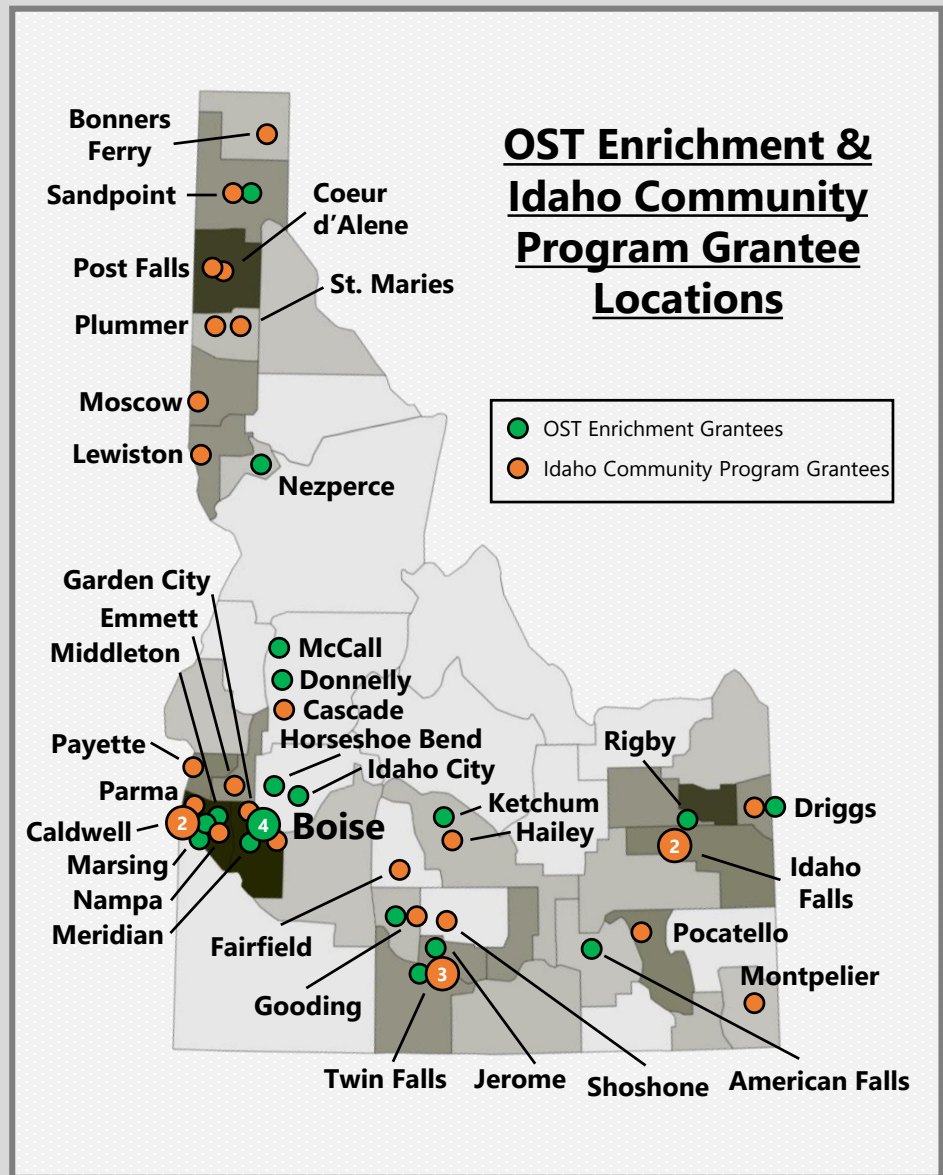 OST Enrichment &
Idaho Community
Program Grantee
Locations
OST Enrichment Grantees
Idaho Community Program Grantees
Bonners
Ferry
Sandpoint
Coeur
d’Alene
Post Falls
St. Maries
Plummer
Moscow
Lewiston
Nezperce
Garden City
Emmett
Middleton
McCall
Donnelly
Cascade
Horseshoe Bend
Payette
Idaho City
Rigby
Parma
Ketchum
Driggs
Caldwell
2
4
Boise
Hailey
2
Marsing
Idaho
Falls
Nampa
Meridian
Fairfield
Pocatello
Gooding
3
Montpelier
Twin Falls
Jerome
Shoshone
American Falls